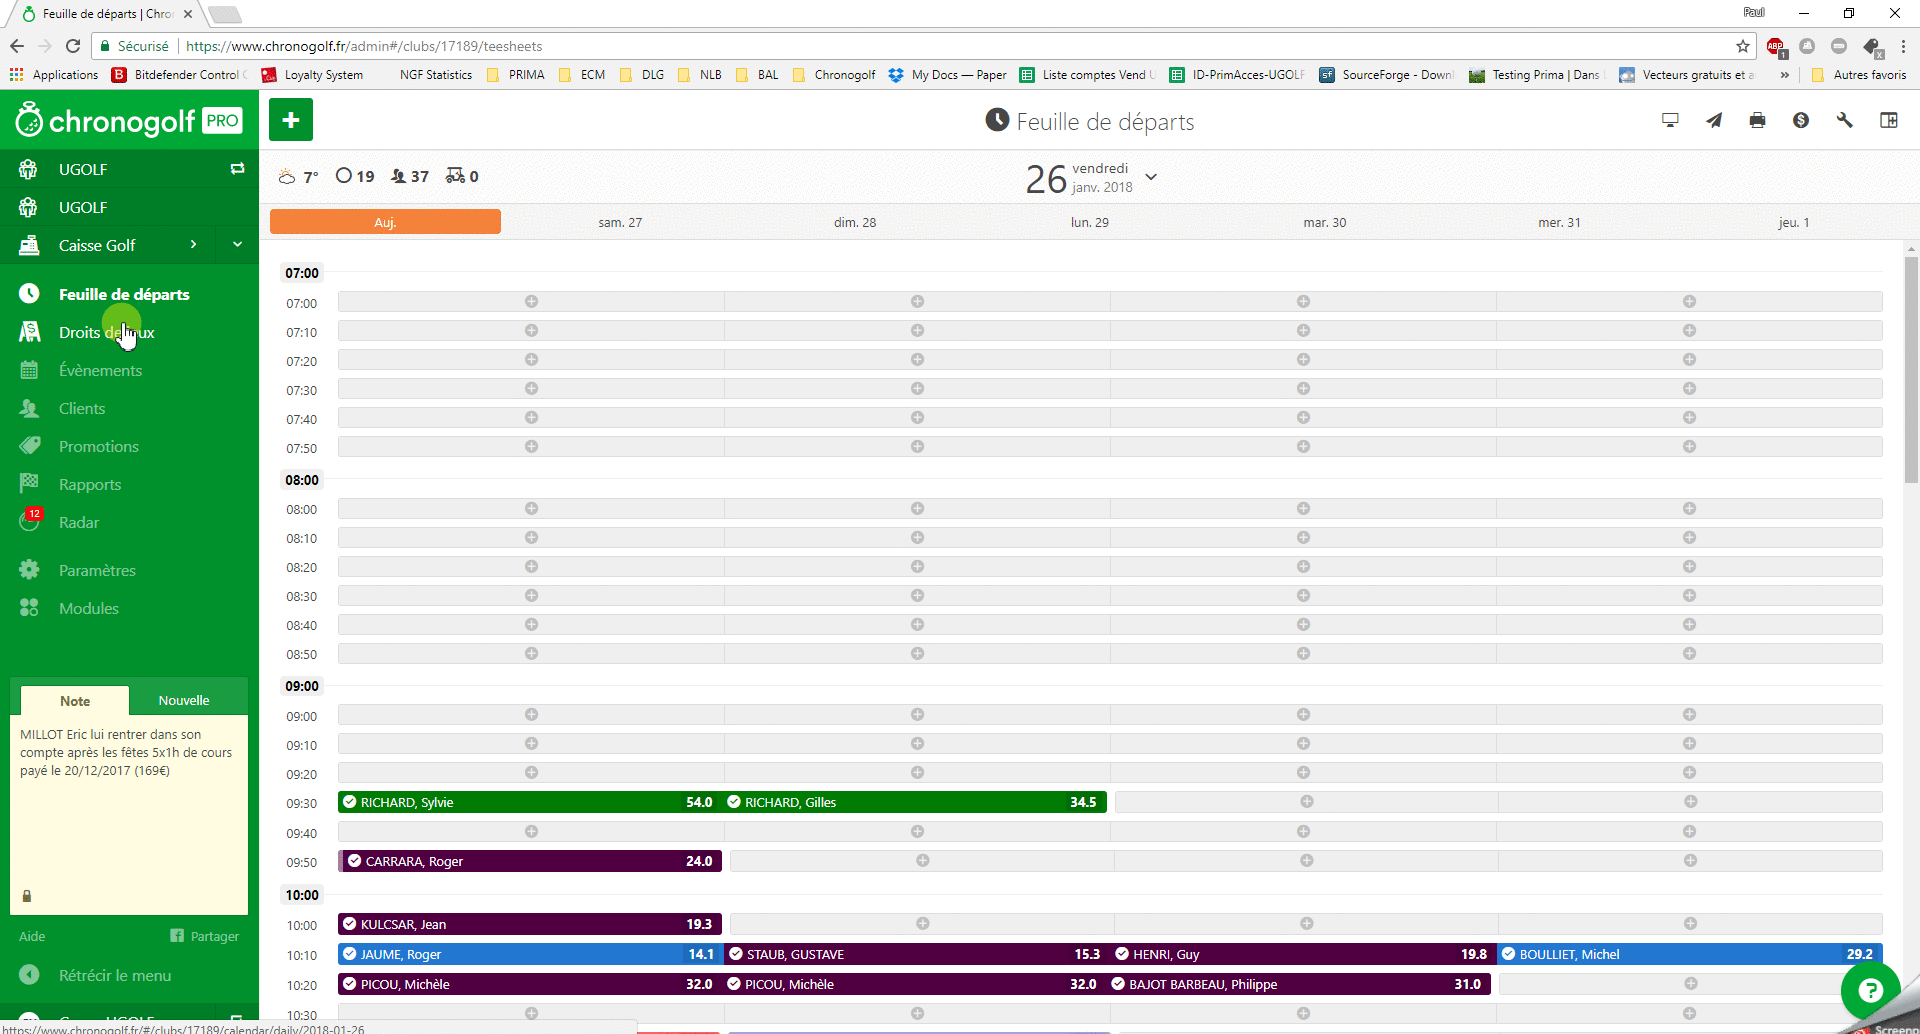 Feuille de départs | Chro
Paul
Sécurisé
https://www.chronogolf.fr/admin#/clubs/17189/teesheets
ABP
1
x
Applications
Bitdefender Control
Loyalty System
NGF Statistics
PRIMA
ECM
DLG
NLB
BAL
Chronogolf
My Docs — Paper
Liste comptes Vend U
ID-PrimAcces-UGOLF
SourceForge - Down
Testing Prima | Dans
Vecteurs gratuits et a
»
Autres favoris
chronogolf PRO
Feuille de départs
UGOLF
UGOLF
Caisse Golf
Feuille de départs
Droits de ux
Évènements
Clients
Promotions
Rapports
12
Radar
Paramètres
Modules
Note
Nouvelle
MILLOT Eric lui rentrer dans son
compte après les fêtes 5x1h de cours
payé le 20/12/2017 (169€)
Aide
Partager
Rétrécir le menu
https://www.chronogolf.fr/#/clubs/17189/calendar/daily/2018-01-26
7°
19
37
0
26
vendredi
janv. 2018
Auj.
sam. 27
dim. 28
lun. 29
mar. 30
mer. 31
jeu. 1
07:00
07:00
07:10
07:20
07:30
07:40
07:50
08:00
08:00
08:10
08:20
08:30
08:40
08:50
09:00
09:00
09:10
09:20
09:30 RICHARD, Sylvie 54.0 RICHARD, Gilles 34.5
09:40
09:50 CARRARA, Roger 24.0
10:00
10:00 KULCSAR, Jean 19.3
10:10 JAUME, Roger 14.1 STAUB, GUSTAVE 15.3 HENRI, Guy 19.8 BOULLIET, Michel 29.2
10:20 PICOU, Michèle 32.0 PICOU, Michèle 32.0 BAJOT BARBEAU, Philippe 31.0
10:30
?